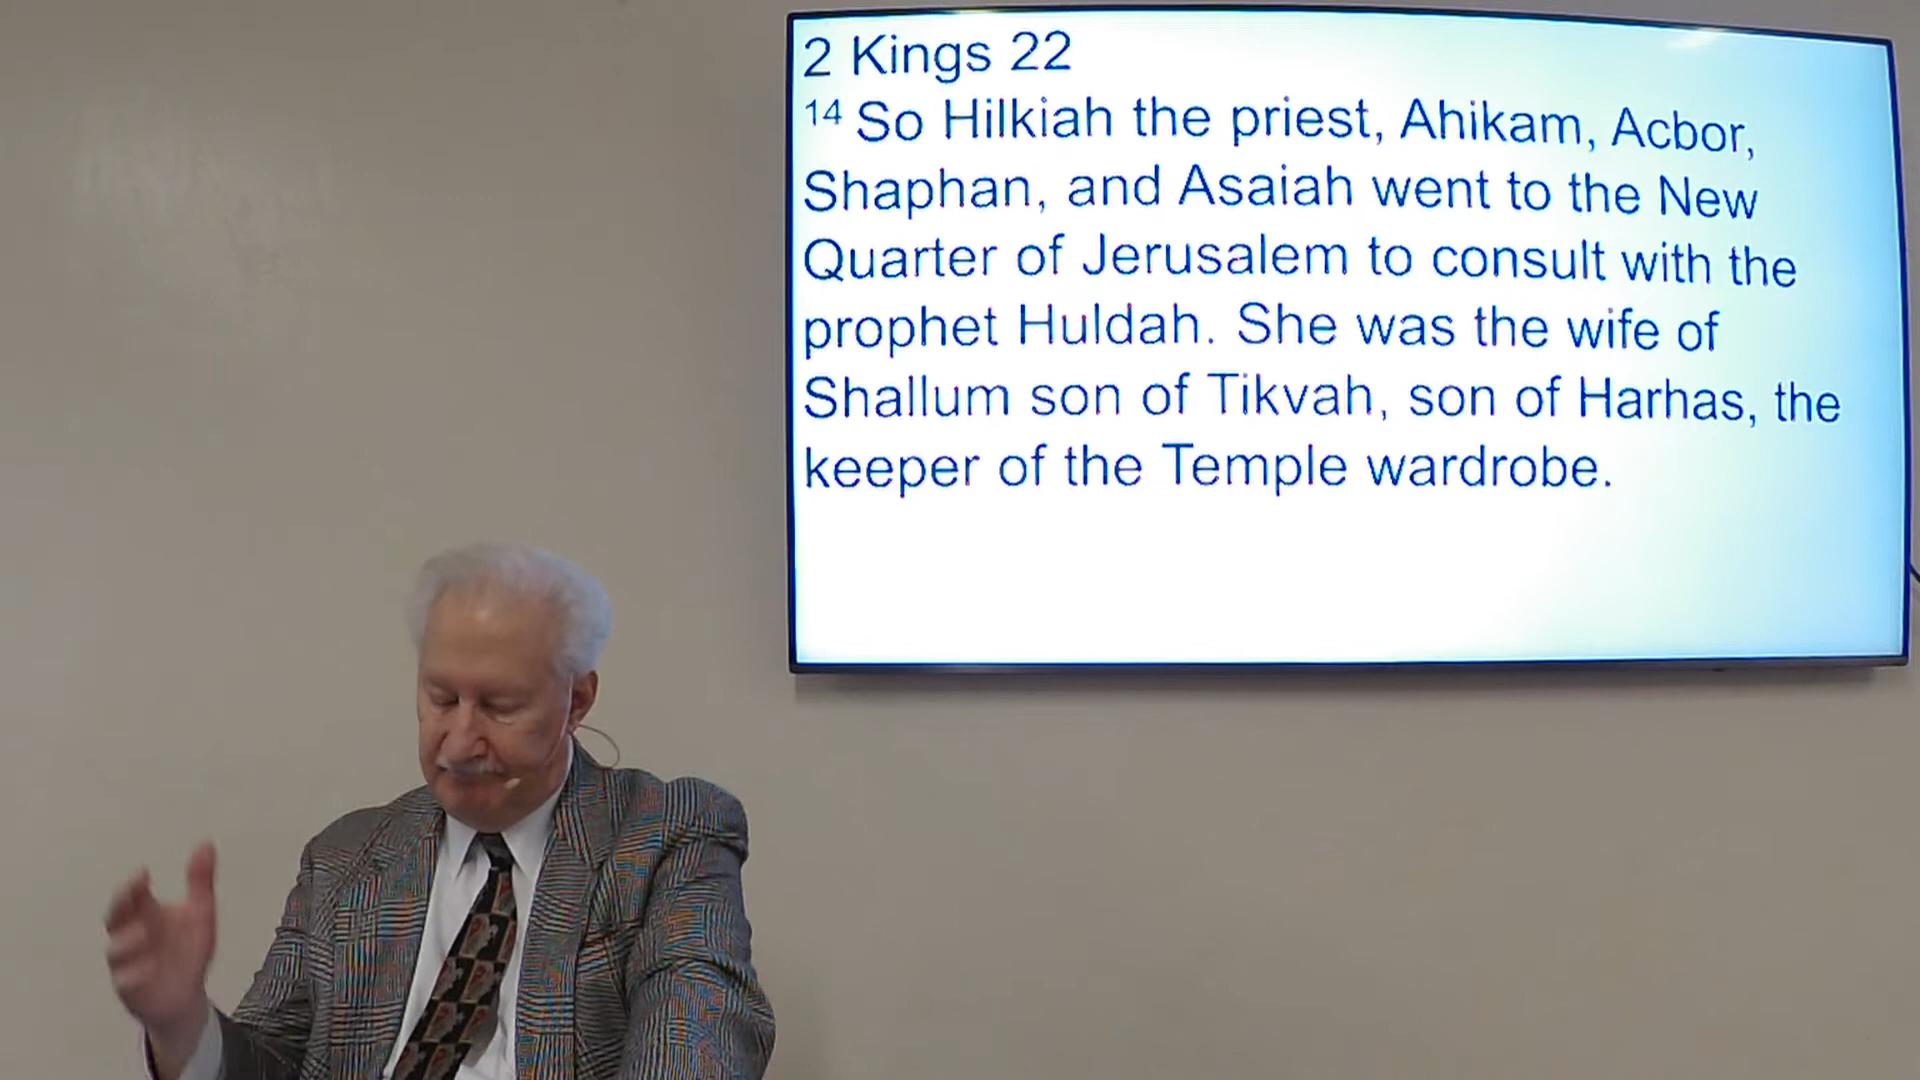 2 Kings 22
14 So Hilkiah the priest, Ahikam, Acbor,
Shaphan, and Asaiah went to the New
Quarter of Jerusalem to consult with the
prophet Huldah. She was the wife of
Shallum son of Tikvah, son of Harhas, the
keeper of the Temple wardrobe.